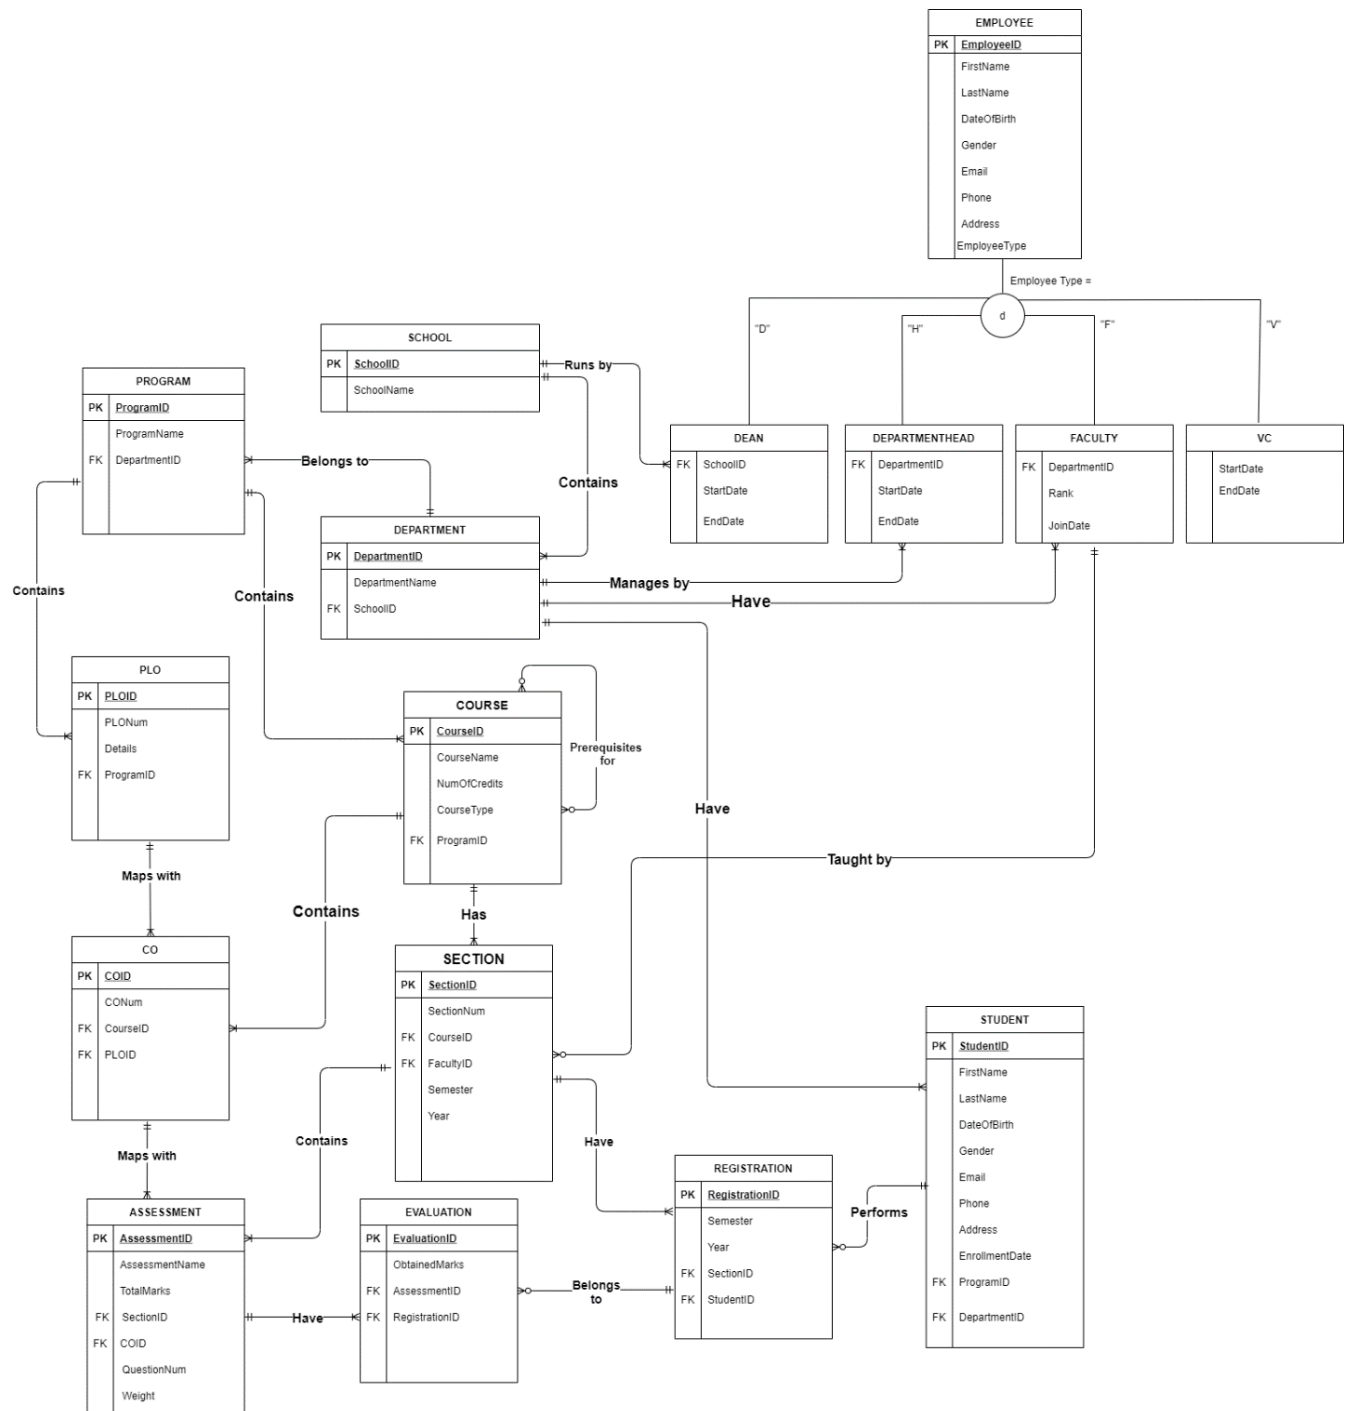 EMPLOYEE
PK EmployeeID
FirstName
LastName
DateOfBirth
Gender
Email
Phone
Address
EmployeeType
Employee Type =
d
"D"
"H"
"F"
"V"
SCHOOL
PK SchoolID
SchoolName
Runs by
PROGRAM
PK ProgramID
ProgramName
FK DepartmentID
Belongs to
Contains
DEAN
FK SchoolID
StartDate
EndDate
DEPARTMENTHEAD
FK DepartmentID
StartDate
EndDate
FACULTY
FK DepartmentID
Rank
JoinDate
VC
StartDate
EndDate
DEPARTMENT
PK DepartmentID
DepartmentName
FK SchoolID
Manages by
Have
Contains
Contains
PLO
PK PLOID
PLONum
Details
FK ProgramID
COURSE
PK CourseID
CourseName
NumOfCredits
CourseType
FK ProgramID
Prerequisites
for
Have
Taught by
Maps with
Contains
Has
CO
PK COID
CONum
FK CourseID
FK PLOID
SECTION
PK SectionID
SectionNum
FK CourseID
FK FacultyID
Semester
Year
STUDENT
PK StudentID
FirstName
LastName
DateOfBirth
Gender
Email
Phone
Address
EnrollmentDate
FK ProgramID
FK DepartmentID
Maps with
Contains
Have
REGISTRATION
PK RegistrationID
Semester
Year
FK SectionID
FK StudentID
Performs
ASSESSMENT
PK AssessmentID
AssessmentName
TotalMarks
FK SectionID
FK COID
QuestionNum
Weight
Have
EVALUATION
PK EvaluationID
ObtainedMarks
FK AssessmentID
FK RegistrationID
Belongs
to